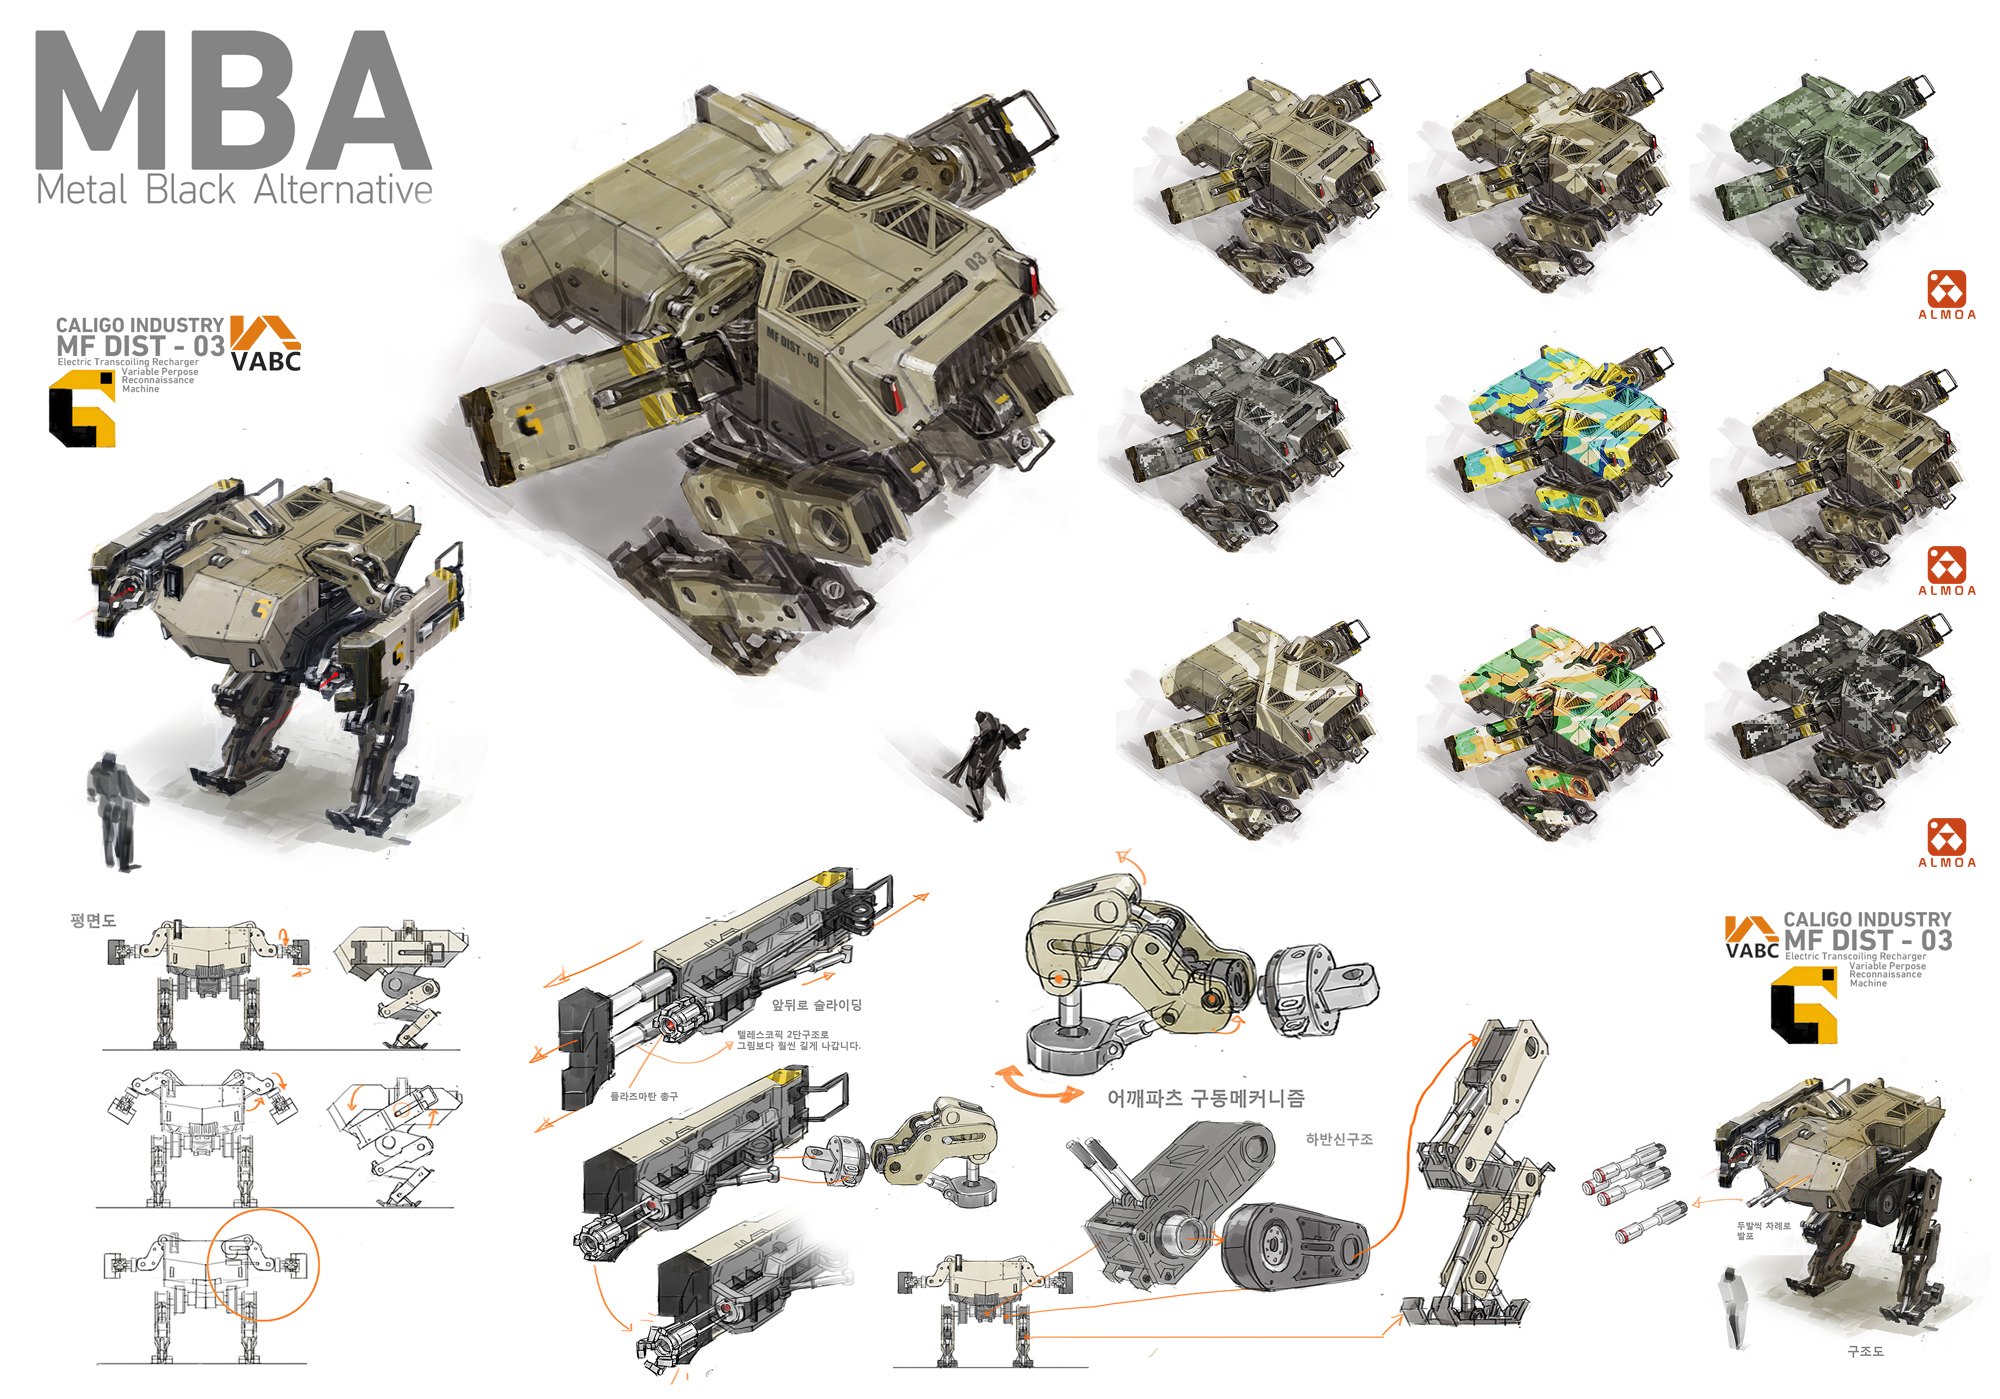 MBA
Metal Black Alternative
CALIGO INDUSTRY
MF DIST - 03
Electric Transcoiling Recharger
Variable Perpose
Reconnaissance
Machine
VABC
03
MF DIST - 03
ALMOA
ALMOA
ALMOA
평면도
앞뒤로 슬라이딩
텔레스코픽 2단구조로
그림보다 훨씬 길게 나갑니다.
플라즈마탄 총구
어깨파츠 구동메커니즘
하반신구조
VABC
CALIGO INDUSTRY
MF DIST - 03
Electric Transcoiling Recharger
Variable Perpose
Reconnaissance
Machine
두발씩 차례로
발포
구조도